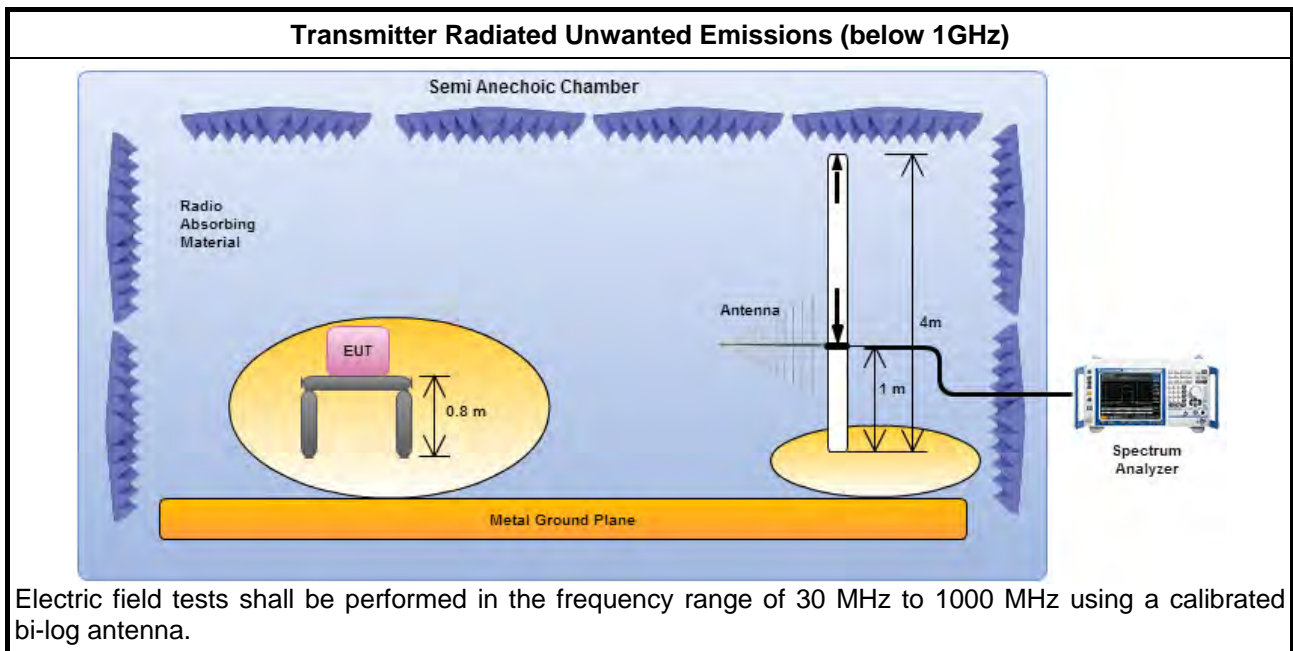 Transmitter Radiated Unwanted Emissions (below 1GHz)
Semi Anechoic Chamber
Radio
Absorbing
Material
Antenna
4m
EUT
1 m
0.8 m
Spectrum
Analyzer
Metal Ground Plane
Electric field tests shall be performed in the frequency range of 30 MHz to 1000 MHz using a calibrated
bi-log antenna.